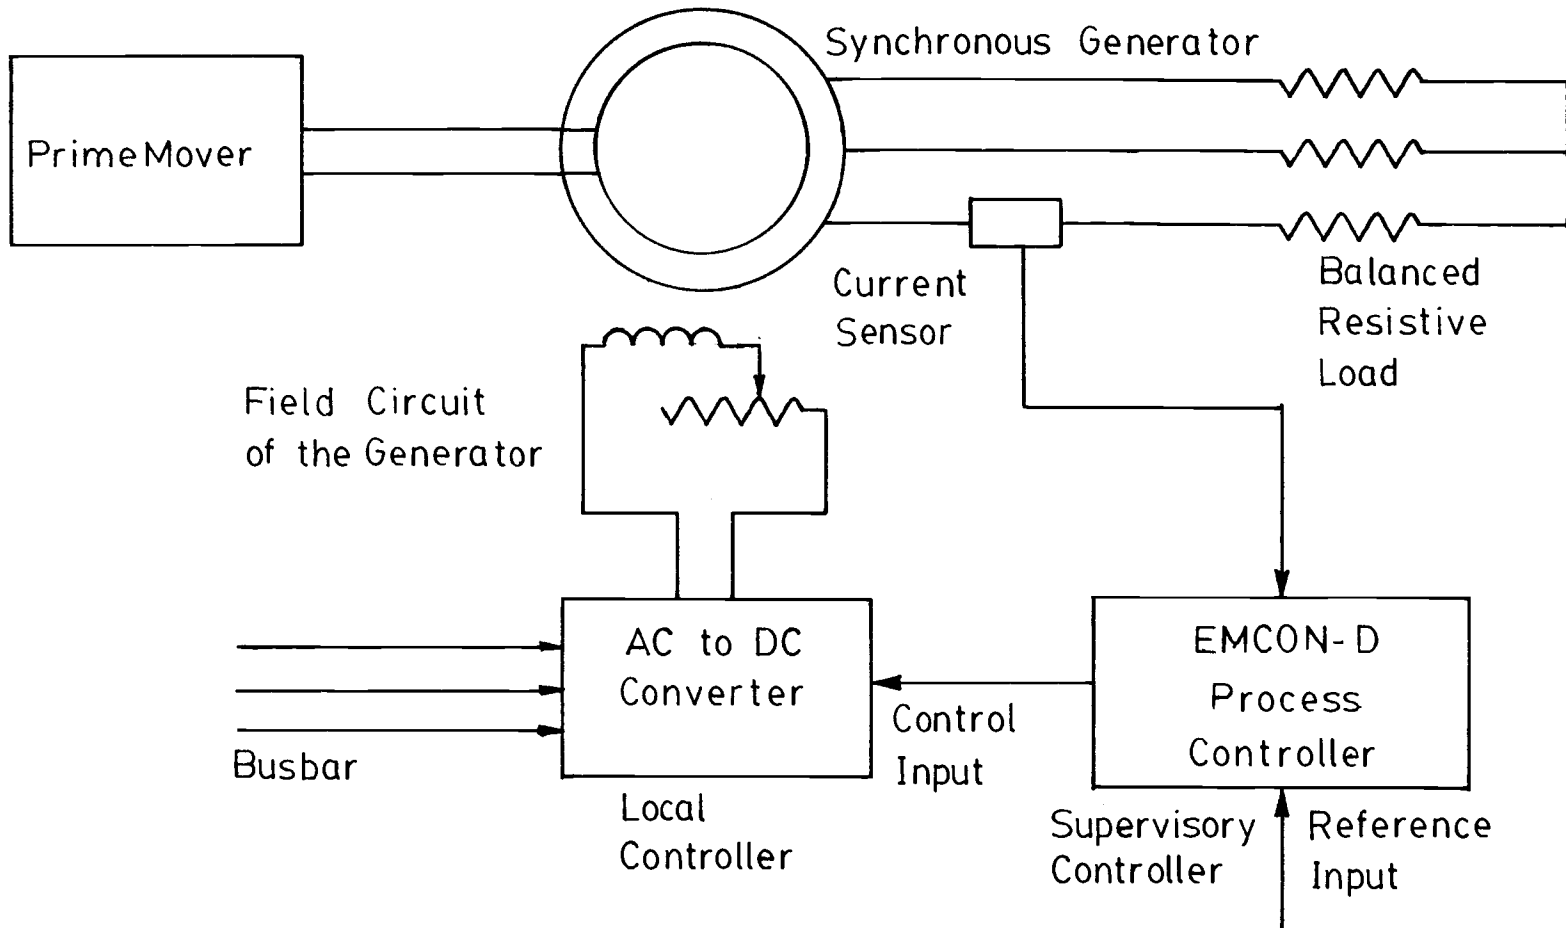 Synchronous Generator
Prime Mover
Current
Sensor
Balanced
Resistive
Load
Field Circuit
of the Generator
AC to DC
Converter
EMCON-D
Process
Controller
Control
Input
Busbar
Local
Controller
Supervisory
Controller
Reference
Input